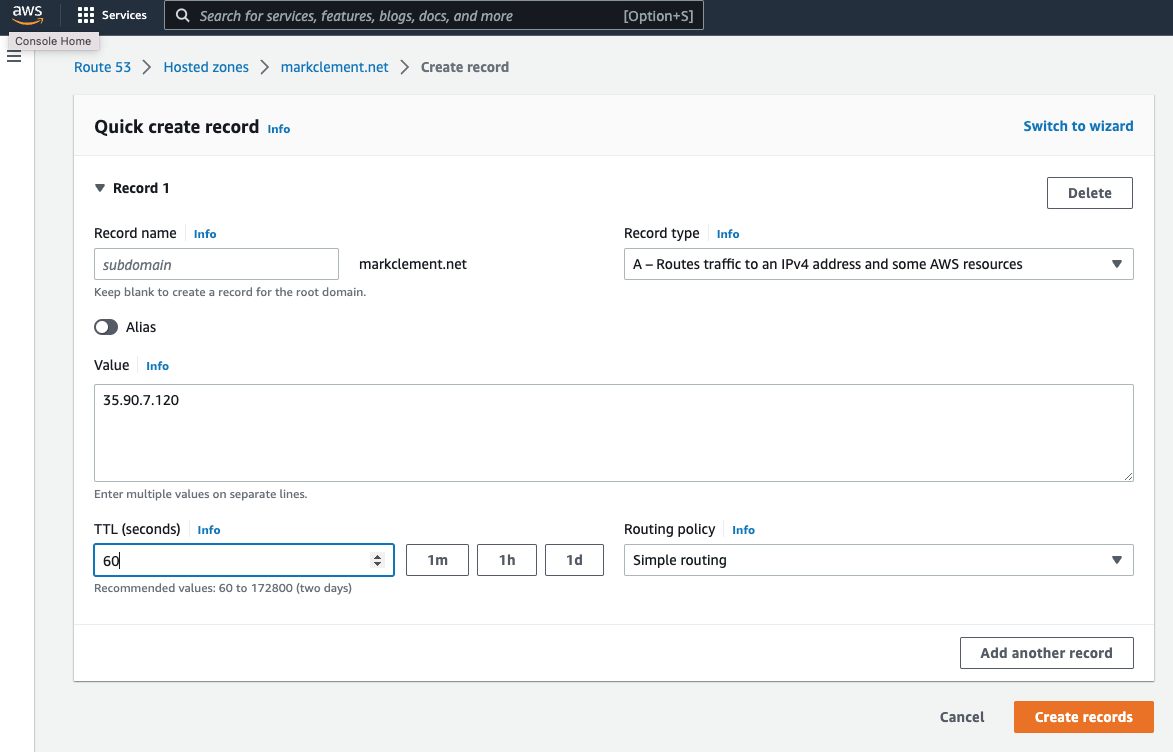 aws
Services
Search for services, features, blogs, docs, and more
[Option+S]
Console Home
Route 53
Hosted zones
markclement.net
Create record
Quick create record
Info
Switch to wizard
Record 1
Delete
Record name
Info
Record type
Info
subdomain
markclement.net
A – Routes traffic to an IPv4 address and some AWS resources
Keep blank to create a record for the root domain.
Alias
Value
Info
35.90.7.120
Enter multiple values on separate lines.
TTL (seconds)
Info
Routing policy
Info
60
1m
1h
1d
Simple routing
Recommended values: 60 to 172800 (two days)
Add another record
Cancel
Create records